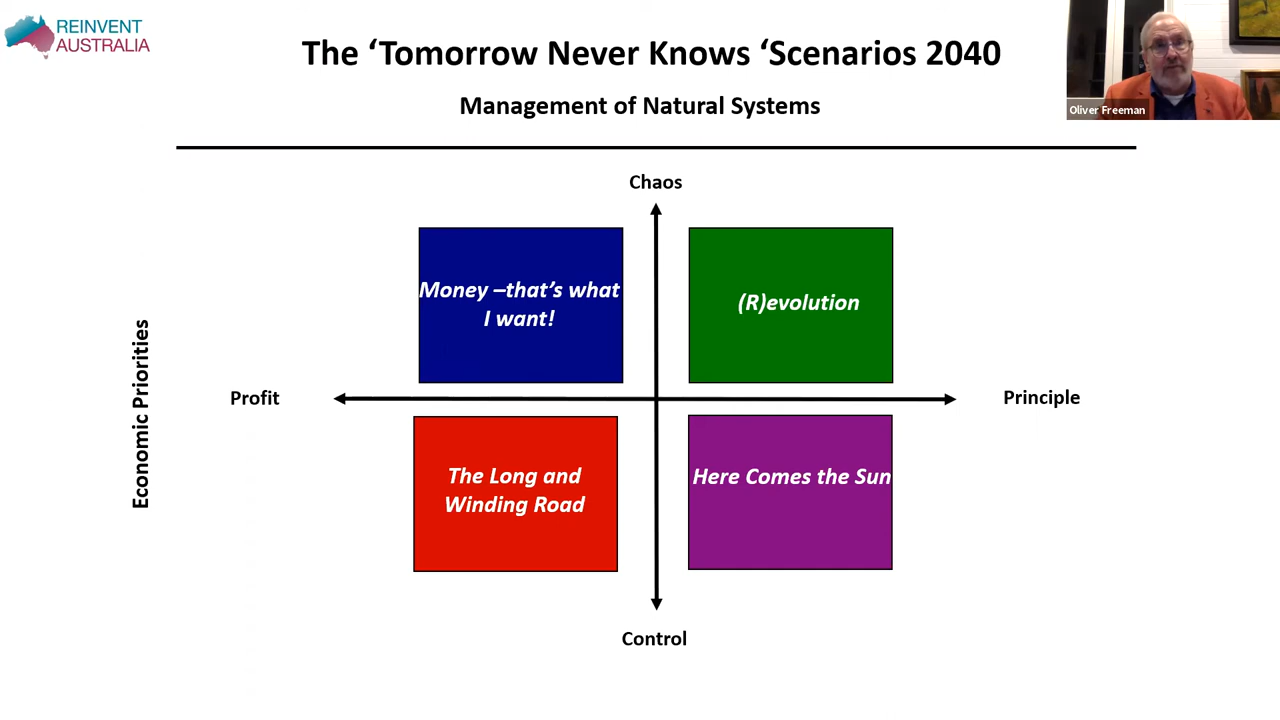 REINVENT
AUSTRALIA
The ‘Tomorrow Never Knows ‘Scenarios 2040
Management of Natural Systems
Oliver Freeman
Chaos
Money –that’s what
I want!
(R)evolution
Economic Priorities
Profit
Principle
The Long and
Winding Road
Here Comes the Sun
Control